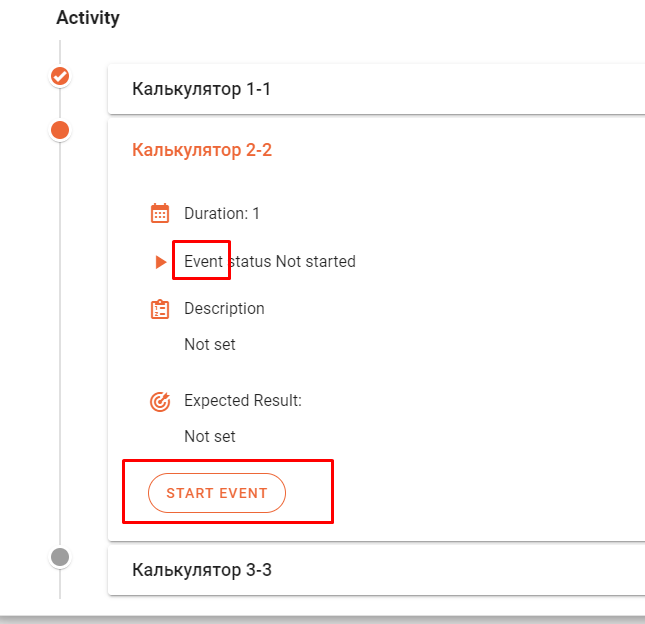 Activity
Калькулятор 1-1
Калькулятор 2-2
Duration: 1
Event status Not started
Description
Not set
Expected Result:
Not set
START EVENT
Калькулятор 3-3